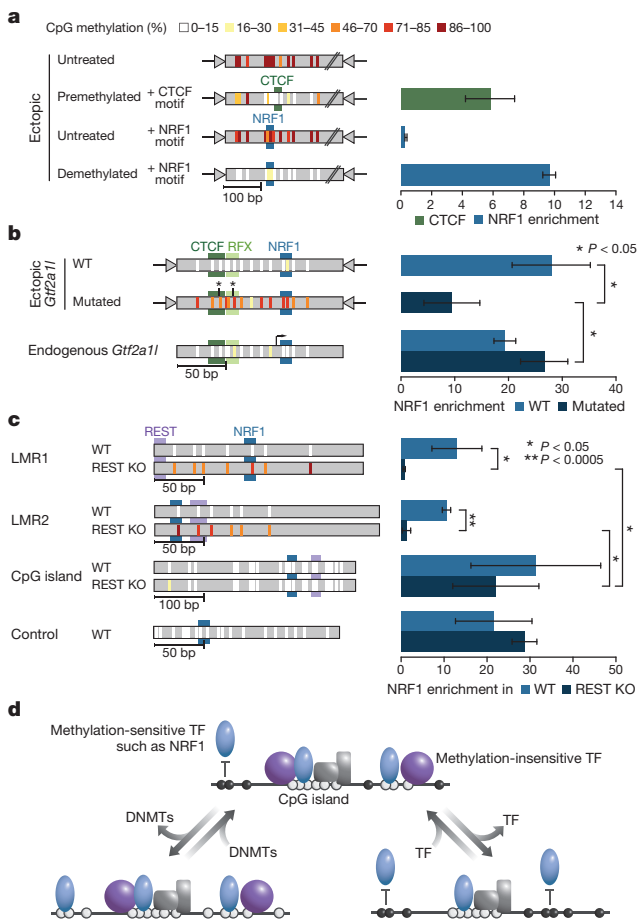 a
CpG methylation (%) 0–15 16–30 31–45 46–70 71–85 86–100
Ectopic
Untreated
Premethylated + CTCF motif
CTCF
Untreated + NRF1 motif
NRF1
Demethylated + NRF1 motif
100 bp
0 2 4 6 8 10 12 14
CTCF NRF1 enrichment
b
Ectopic Gtf2a1l
CTCF RFX NRF1
WT
* *
Mutated
Endogenous Gtf2a1l
50 bp
* P < 0.05
*
*
0 10 20 30 40
NRF1 enrichment WT Mutated
c
REST NRF1
LMR1 WT
REST KO
50 bp
LMR2 WT
REST KO
50 bp
CpG island WT
REST KO
100 bp
Control WT
50 bp
* P < 0.05
** P < 0.0005
*
**
*
*
0 10 20 30 40 50
NRF1 enrichment in WT REST KO
d
Methylation-sensitive TF
such as NRF1
Methylation-insensitive TF
CpG island
DNMTs
DNMTs
TF
TF